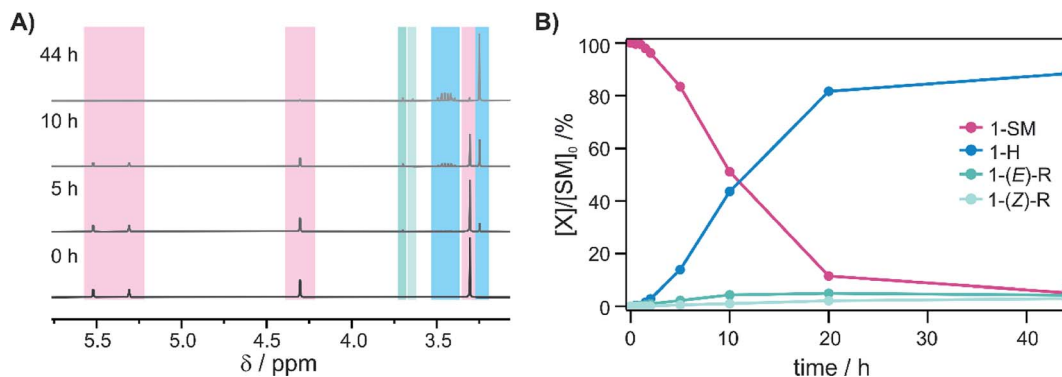 A)
44 h
10 h
5 h
0 h
5.5 5.0 4.5 4.0 3.5
δ / ppm
B)
100
80
60
40
20
0
[X]/[SM]₀ /%
1-SM
1-H
1-(E)-R
1-(Z)-R
0 10 20 30 40
time / h